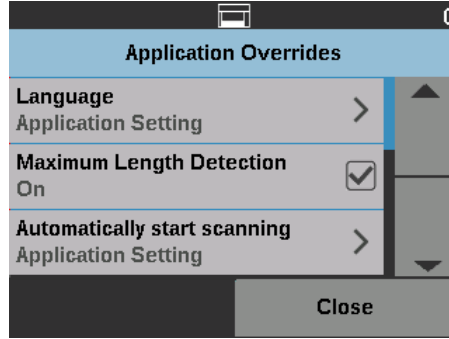 Application Overrides
Language
Application Setting
Maximum Length Detection
On
Automatically start scanning
Application Setting
Close